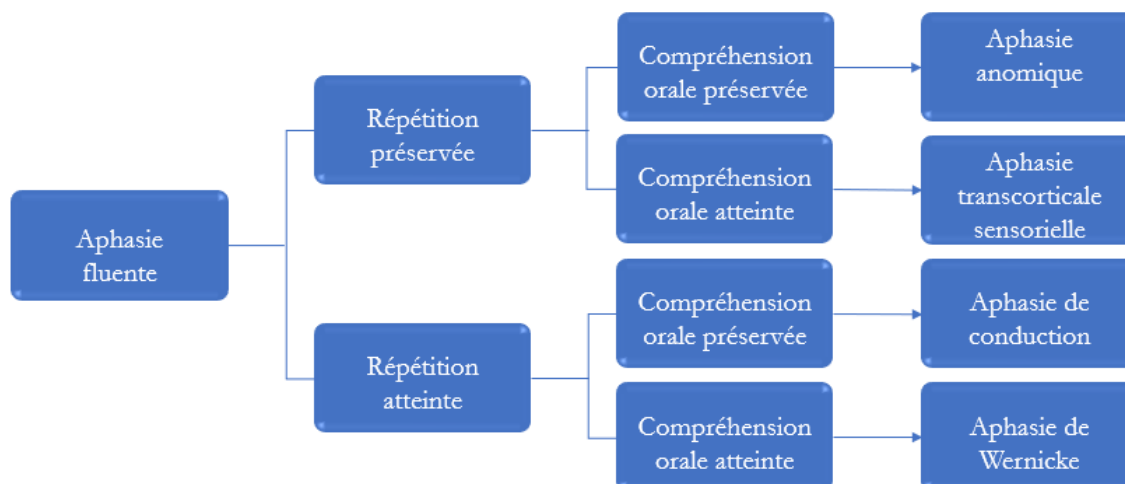 Aphasie
fluente
Répétition
préservée
Compréhension
orale préservée
Aphasie
anomique
Compréhension
orale atteinte
Aphasie
transcorticale
sensorielle
Répétition
atteinte
Compréhension
orale préservée
Aphasie de
conduction
Compréhension
orale atteinte
Aphasie de
Wernicke